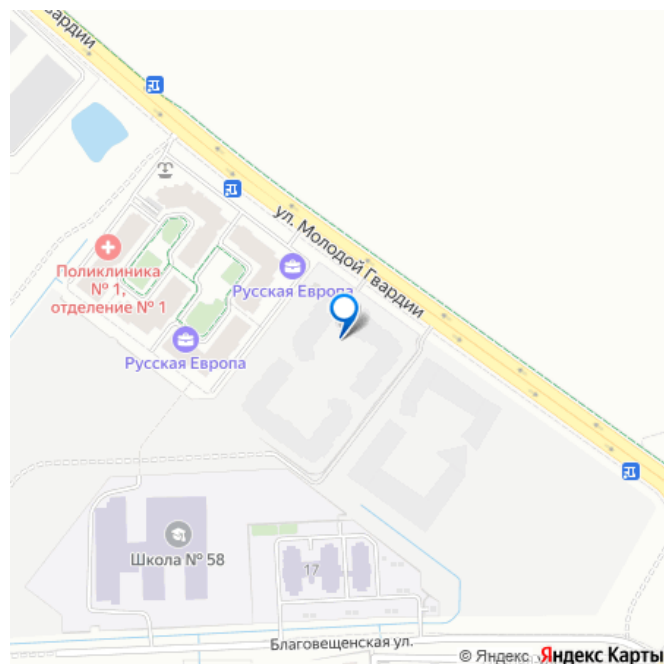 Гвардии
ул. Молодой Гвардии
Поликлиника
№ 1,
отделение № 1
Русская Европа
Русская Европа
Школа № 58
17
Благовещенская ул.
© Яндекс
Яндекс Карты